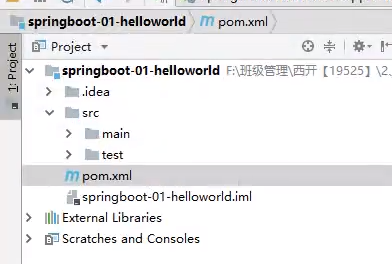 springboot-01-helloworld pom.xml
1: Project
Project
springboot-01-helloworld F:\班级管理\西开【19525】\2、
.idea
src
main
test
pom.xml
springboot-01-helloworld.iml
External Libraries
Scratches and Consoles